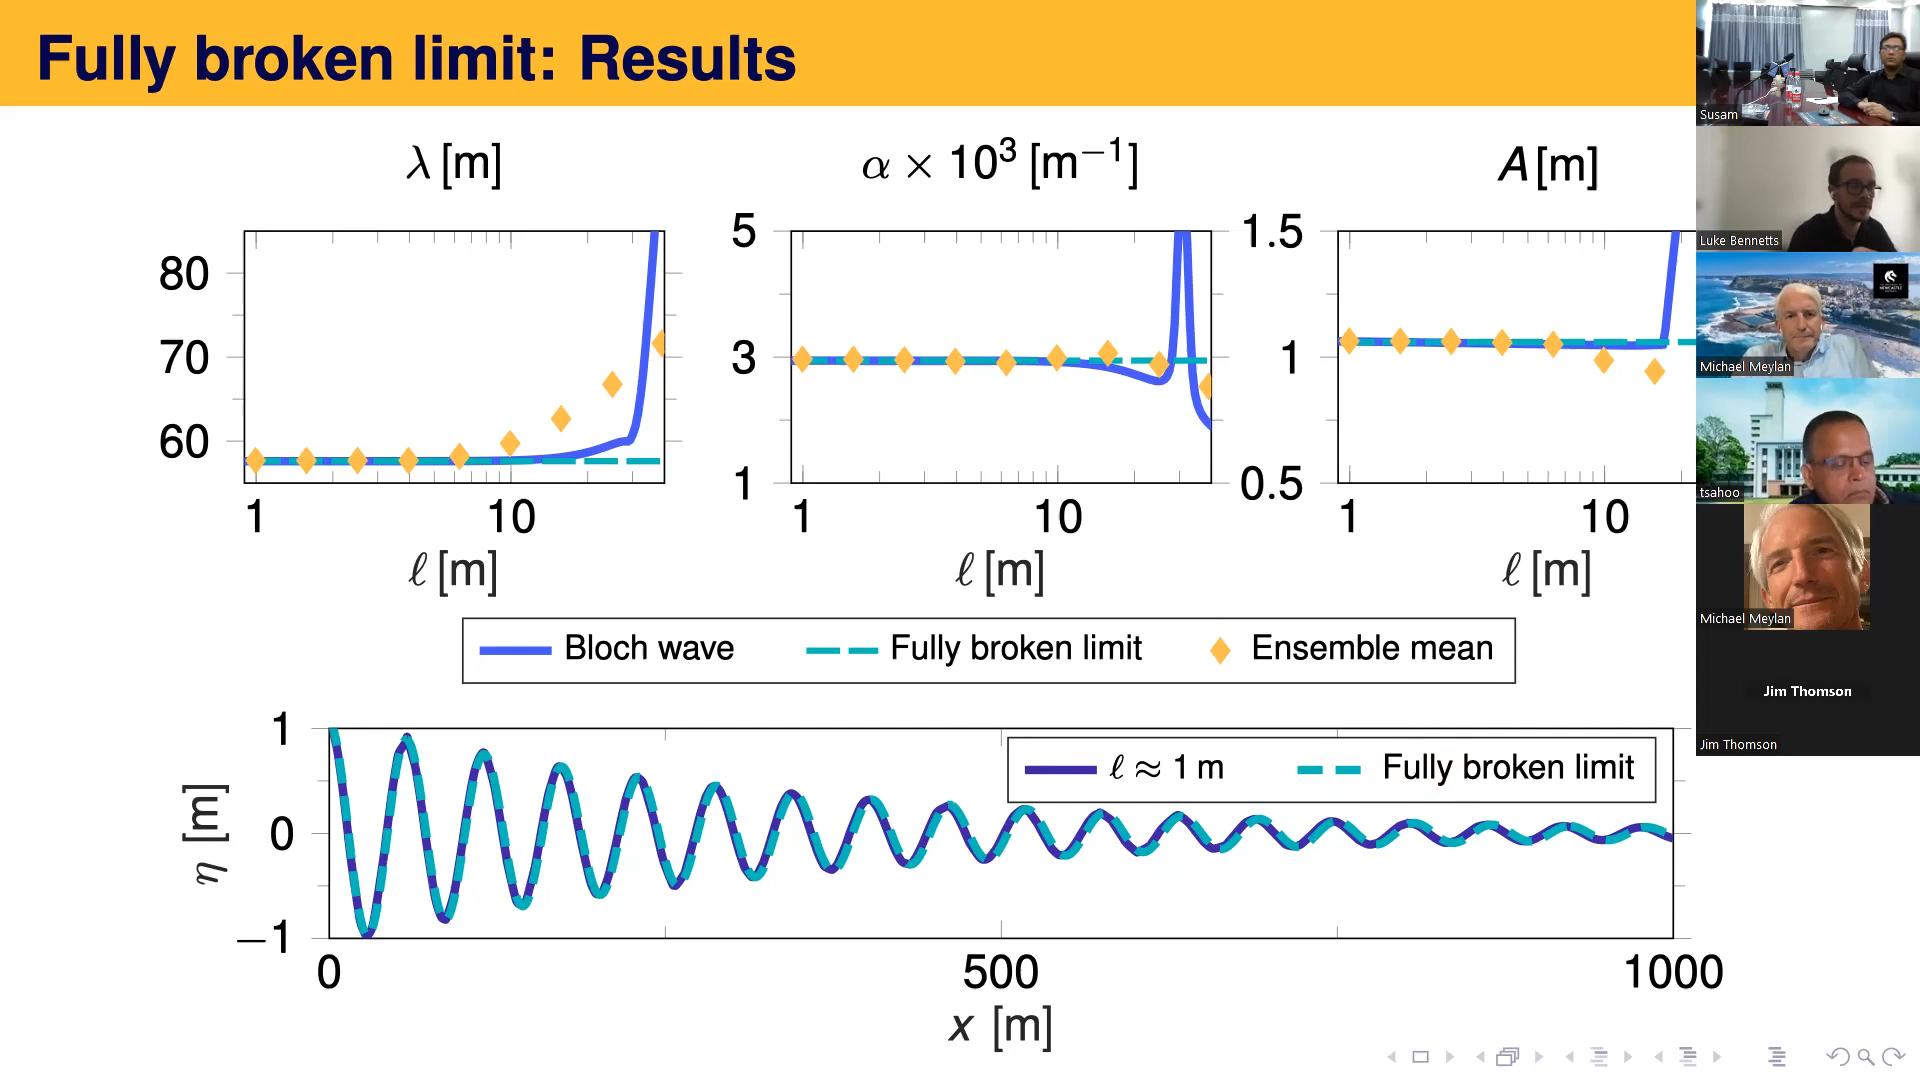 Fully broken limit: Results
λ [m]
α × 10³ [m⁻¹]
A [m]
80
70
60
1
10
ℓ [m]
5
3
1
1
10
ℓ [m]
1.5
1
0.5
1
10
ℓ [m]
Bloch wave
Fully broken limit
Ensemble mean
1
0
−1
η [m]
ℓ ≈ 1 m
Fully broken limit
0
500
1000
x [m]
Susam
Luke Bennetts
NEWCASTLE
Michael Meylan
tsahoo
Michael Meylan
Jim Thomson
Jim Thomson